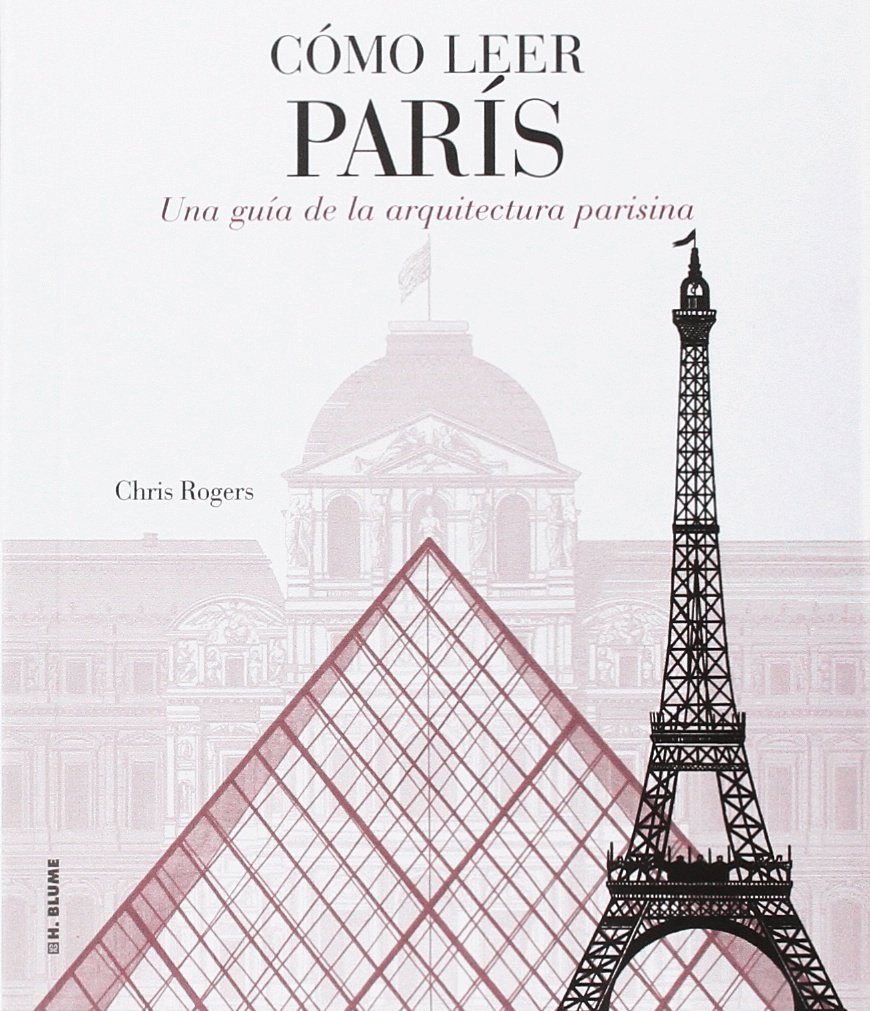 CÓMO LEER
PARÍS
Una guía de la arquitectura parisina
Chris Rogers
H. BLUME